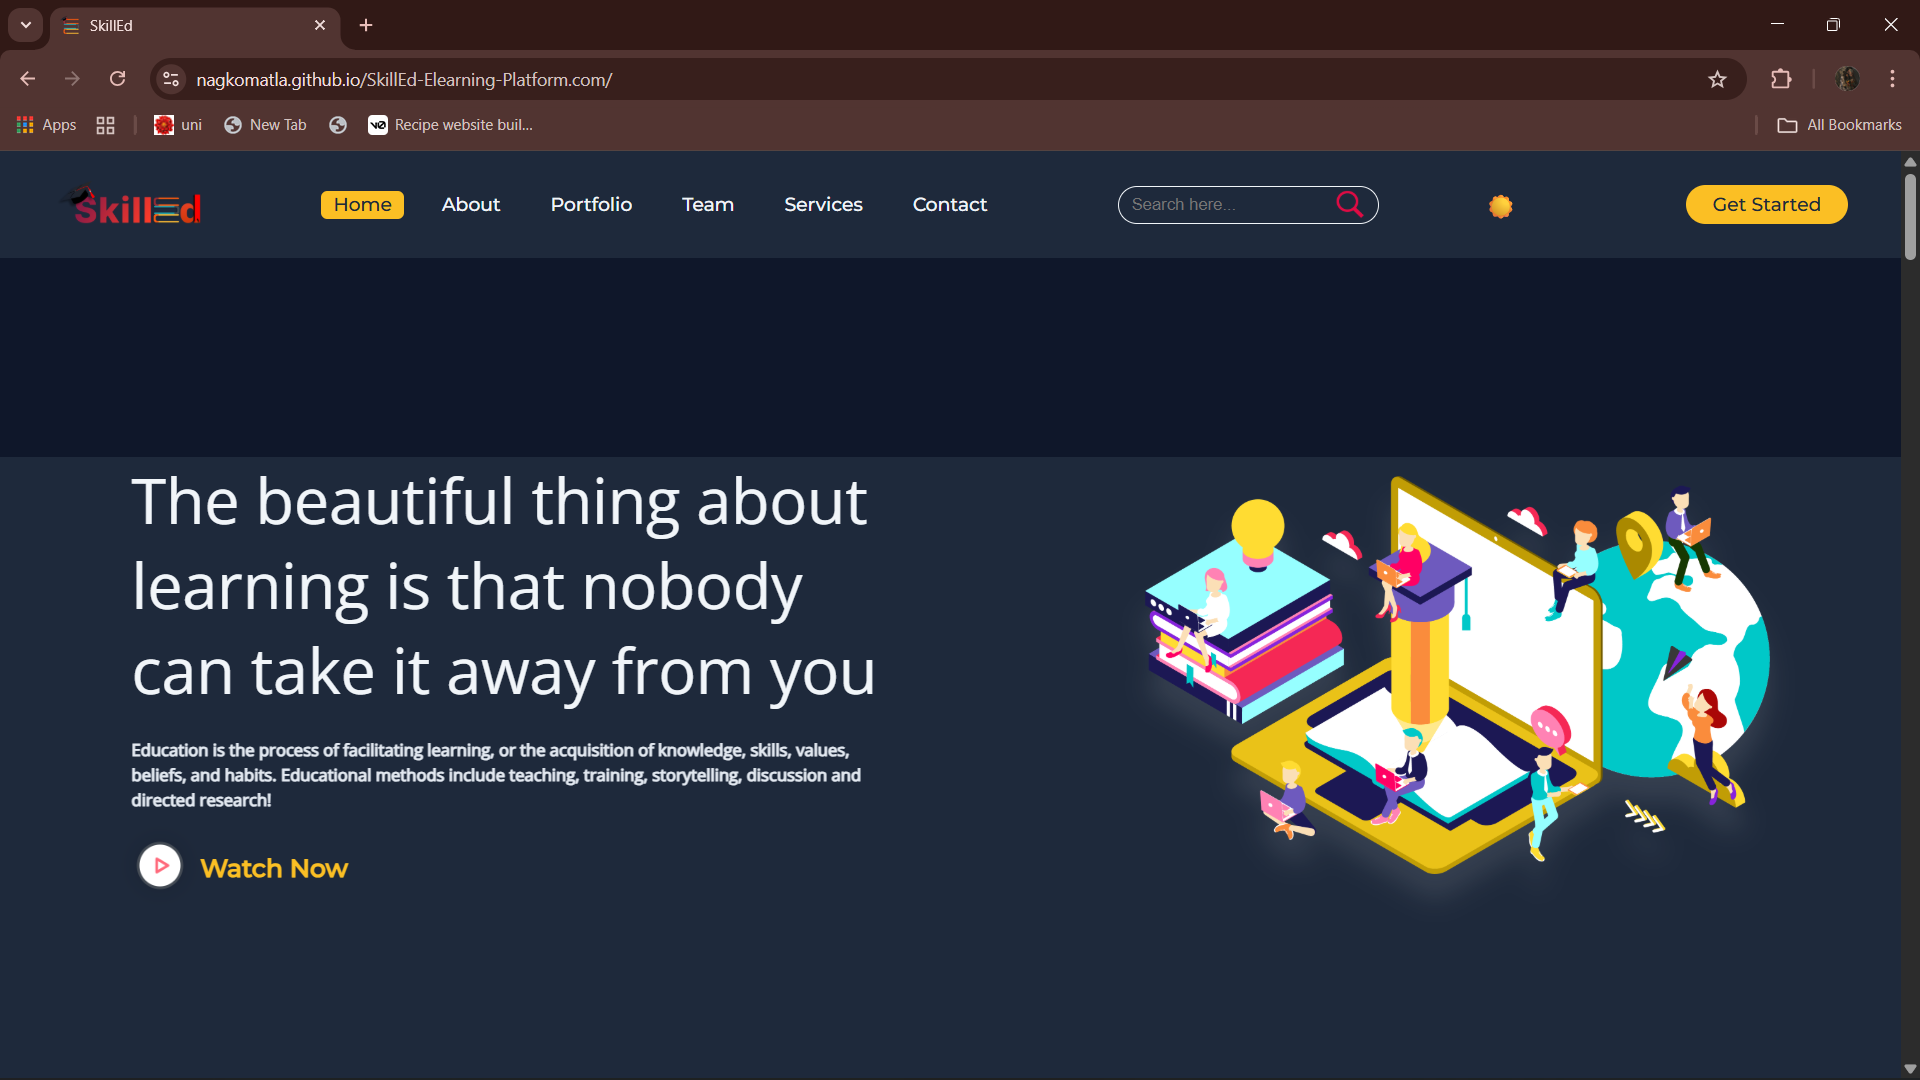 SkillEd
nagkomatla.github.io/SkillEd-Elearning-Platform.com/
Apps uni New Tab v0 Recipe website buil... All Bookmarks
SkillEd Home About Portfolio Team Services Contact Search here... Get Started
The beautiful thing about
learning is that nobody
can take it away from you
Education is the process of facilitating learning, or the acquisition of knowledge, skills, values,
beliefs, and habits. Educational methods include teaching, training, storytelling, discussion and
directed research!
Watch Now